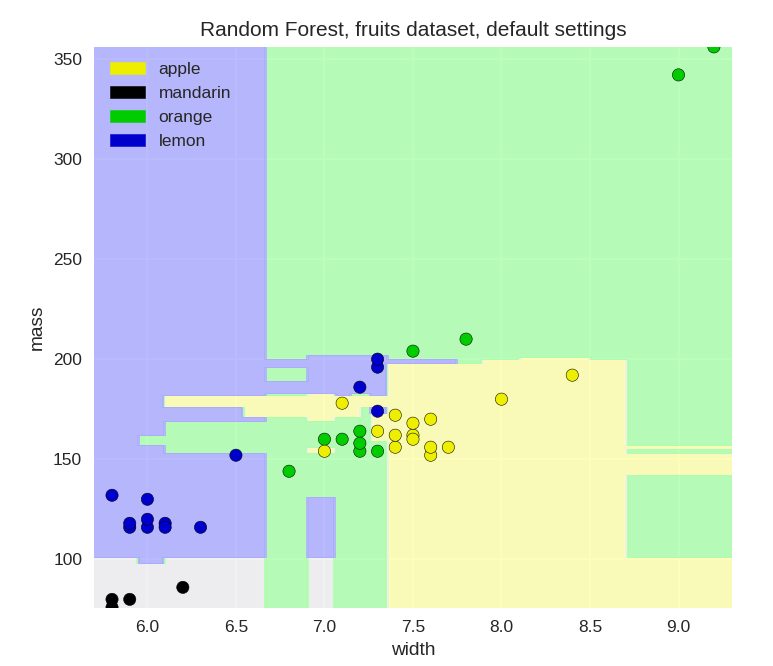 Random Forest, fruits dataset, default settings
apple
mandarin
orange
lemon
350
300
250
200
150
100
mass
6.0 6.5 7.0 7.5 8.0 8.5 9.0
width